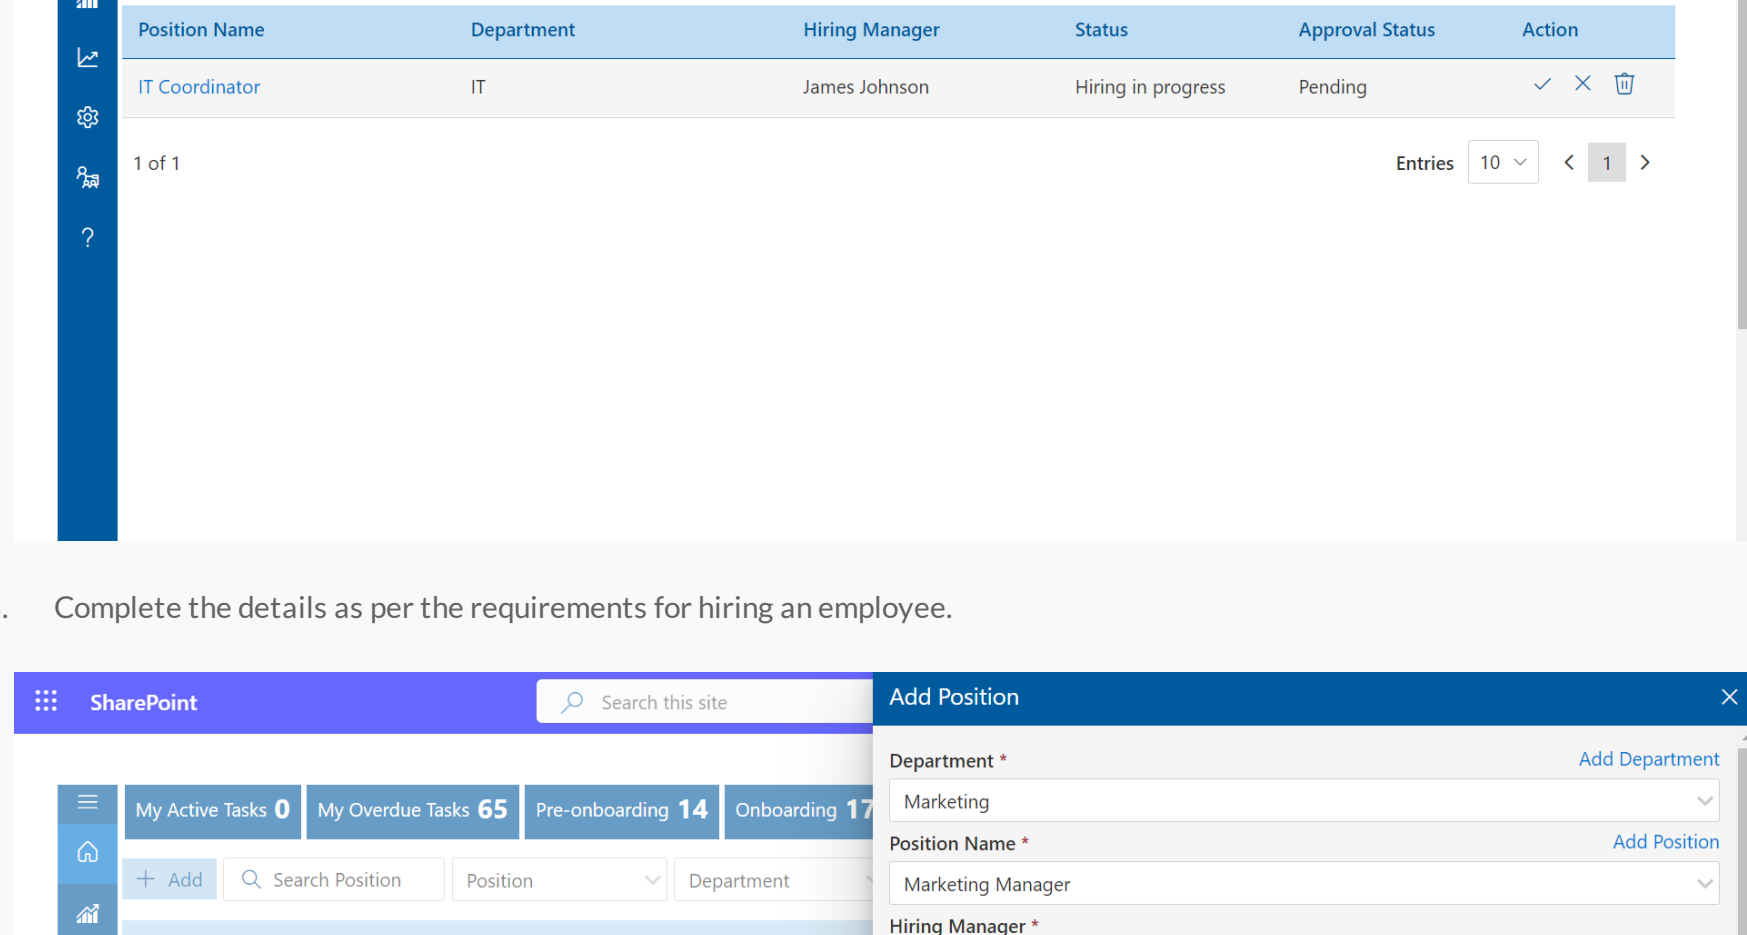 Position Name Department Hiring Manager Status Approval Status Action
IT Coordinator IT James Johnson Hiring in progress Pending
1 of 1 Entries 10 1
?
. Complete the details as per the requirements for hiring an employee.
SharePoint Search this site Add Position
Department * Add Department
My Active Tasks 0 My Overdue Tasks 65 Pre-onboarding 14 Onboarding 17 Marketing
Position Name * Add Position
+ Add Search Position Position Department Marketing Manager
Hiring Manager *